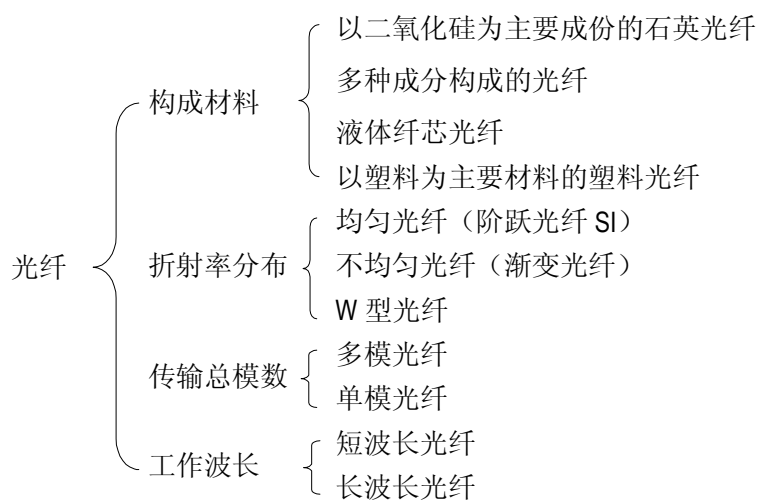 光纤
构成材料
以二氧化硅为主要成份的石英光纤
多种成分构成的光纤
液体纤芯光纤
以塑料为主要材料的塑料光纤
折射率分布
均匀光纤（阶跃光纤 SI）
不均匀光纤（渐变光纤）
W 型光纤
传输总模数
多模光纤
单模光纤
工作波长
短波长光纤
长波长光纤